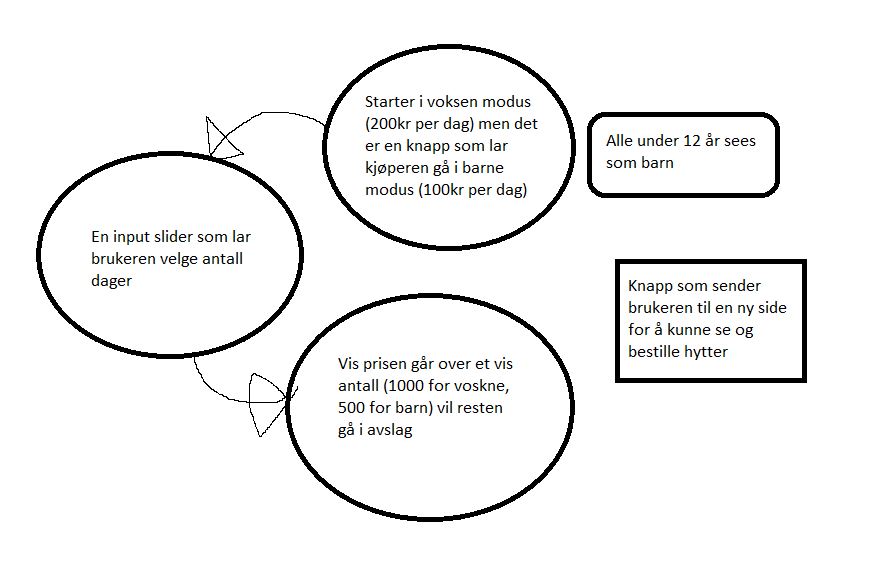 Starter i voksen modus
(200kr per dag) men det
er en knapp som lar
kjøperen gå i barne
modus (100kr per dag)
Alle under 12 år sees
som barn
En input slider som lar
brukeren velge antall
dager
Knapp som sender
brukeren til en ny side
for å kunne se og
bestille hytter
Vis prisen går over et vis
antall (1000 for voskne,
500 for barn) vil resten
gå i avslag